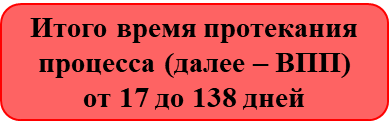 Итого время протекания
процесса (далее – ВПП)
от 17 до 138 дней